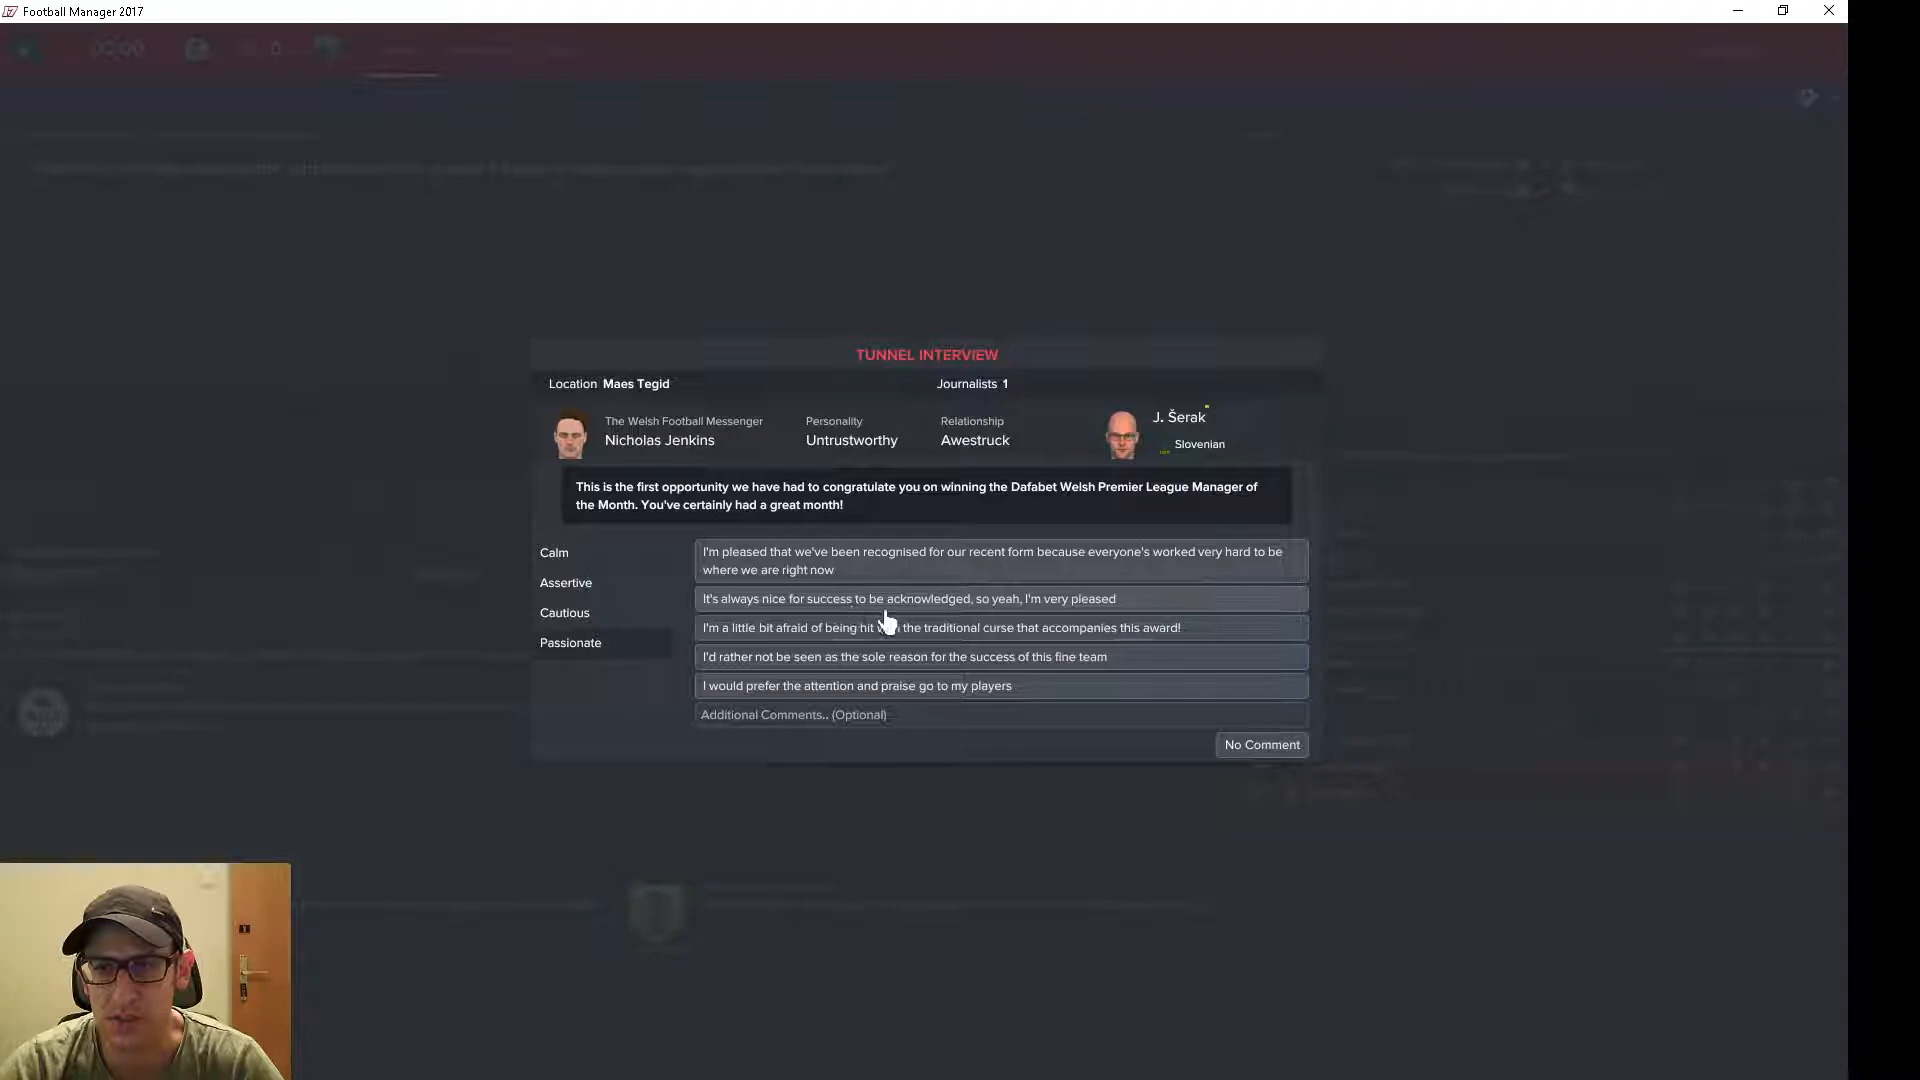 Football Manager 2017
00:00
0
TUNNEL INTERVIEW
Location Maes Tegid
Journalists 1
The Welsh Football Messenger
Nicholas Jenkins
Personality
Untrustworthy
Relationship
Awestruck
J. Šerak
Slovenian
This is the first opportunity we have had to congratulate you on winning the Dafabet Welsh Premier League Manager of
the Month. You've certainly had a great month!
Calm
Assertive
Cautious
Passionate
I'm pleased that we've been recognised for our recent form because everyone's worked very hard to be
where we are right now
It's always nice for success to be acknowledged, so yeah, I'm very pleased
I'm a little bit afraid of being hit the traditional curse that accompanies this award!
I'd rather not be seen as the sole reason for the success of this fine team
I would prefer the attention and praise go to my players
Additional Comments.. (Optional)
No Comment